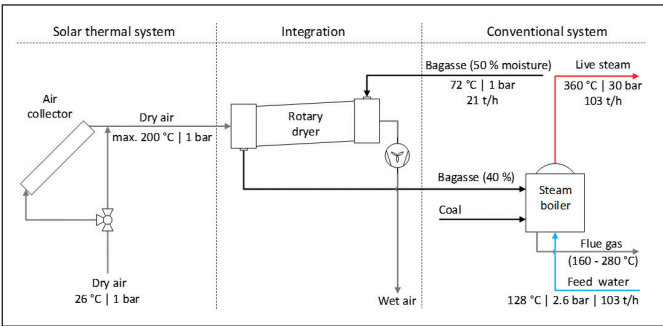 Solar thermal system
Integration
Conventional system
Bagasse (50 % moisture)
72 °C | 1 bar
21 t/h
Live steam
360 °C | 30 bar
103 t/h
Air
collector
Dry air
max. 200 °C | 1 bar
Rotary
dryer
Bagasse (40 %)
Steam
boiler
Coal
Flue gas
(160 - 280 °C)
Feed water
128 °C | 2.6 bar | 103 t/h
Dry air
26 °C | 1 bar
Wet air